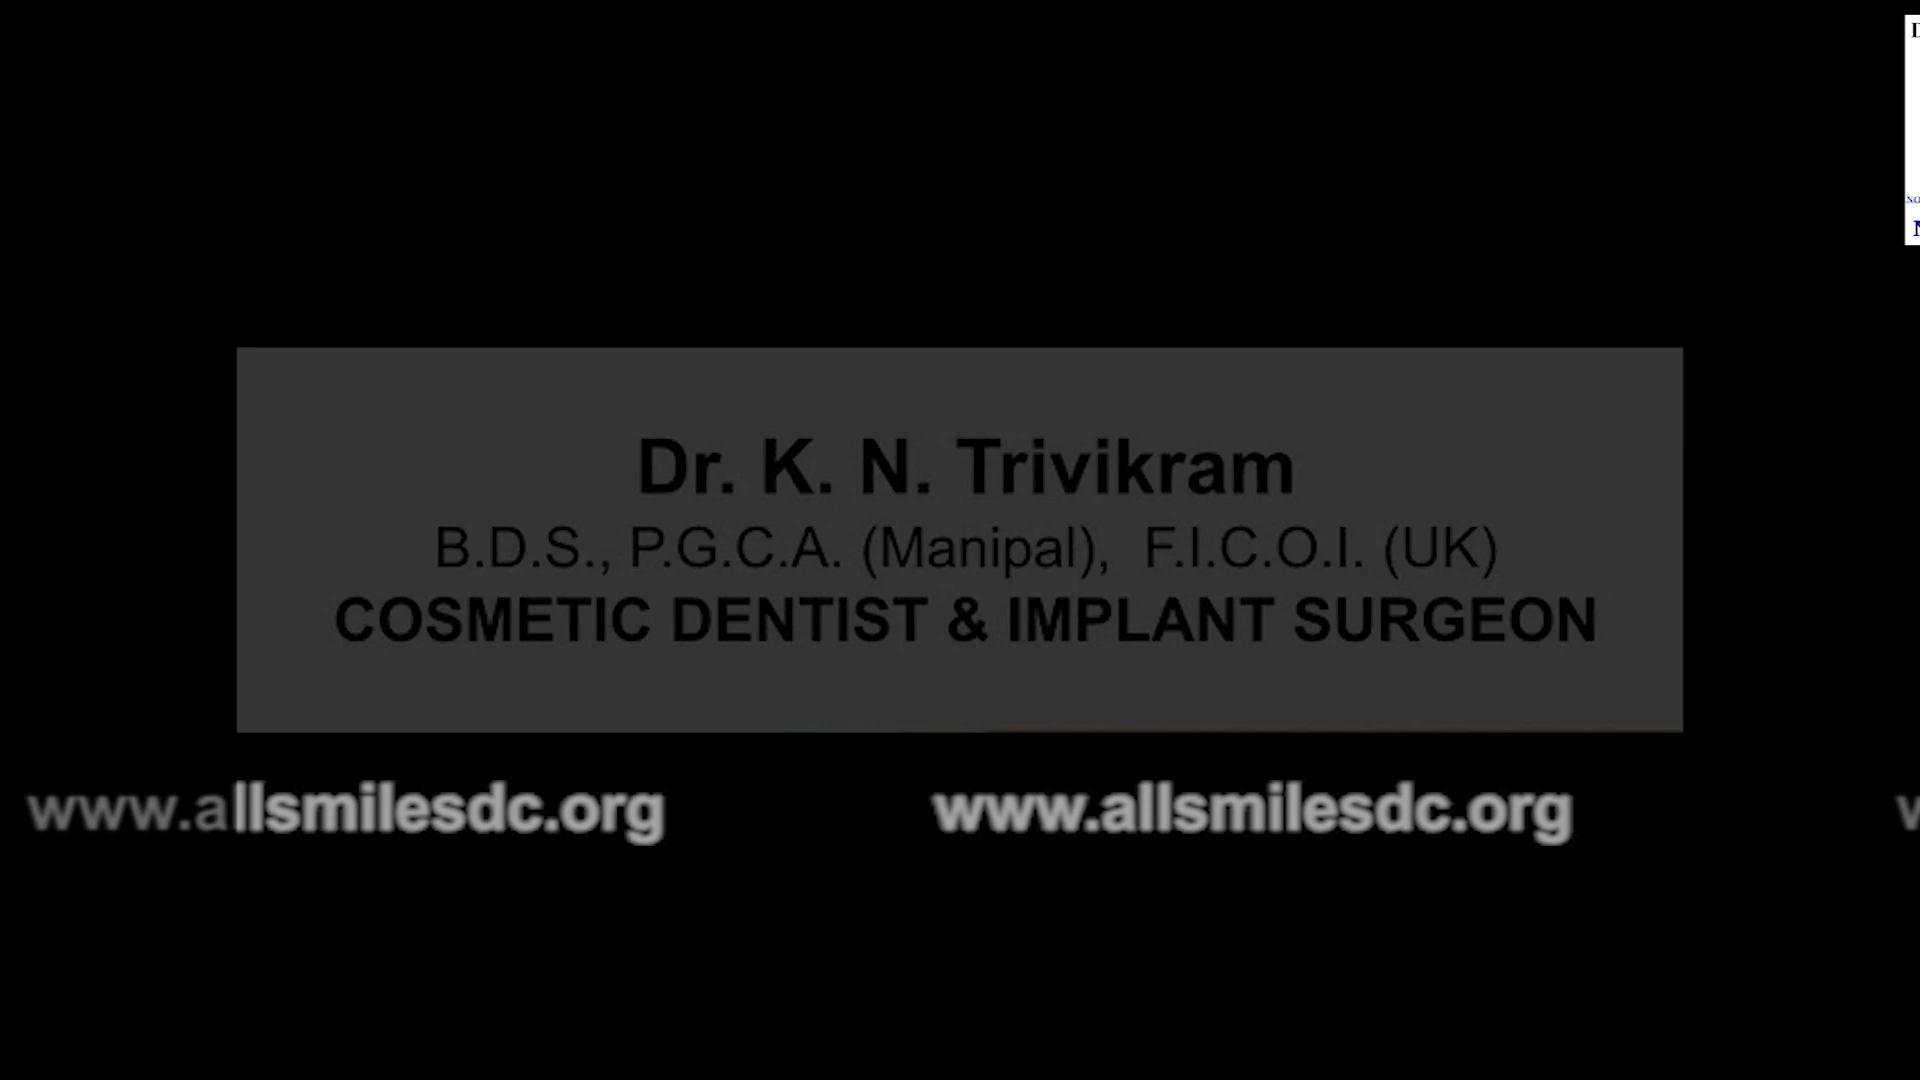 Dr. K. N. Trivikram
B.D.S., P.G.C.A. (Manipal), F.I.C.O.I. (UK)
COSMETIC DENTIST & IMPLANT SURGEON
www.allsmilesdc.org www.allsmilesdc.org